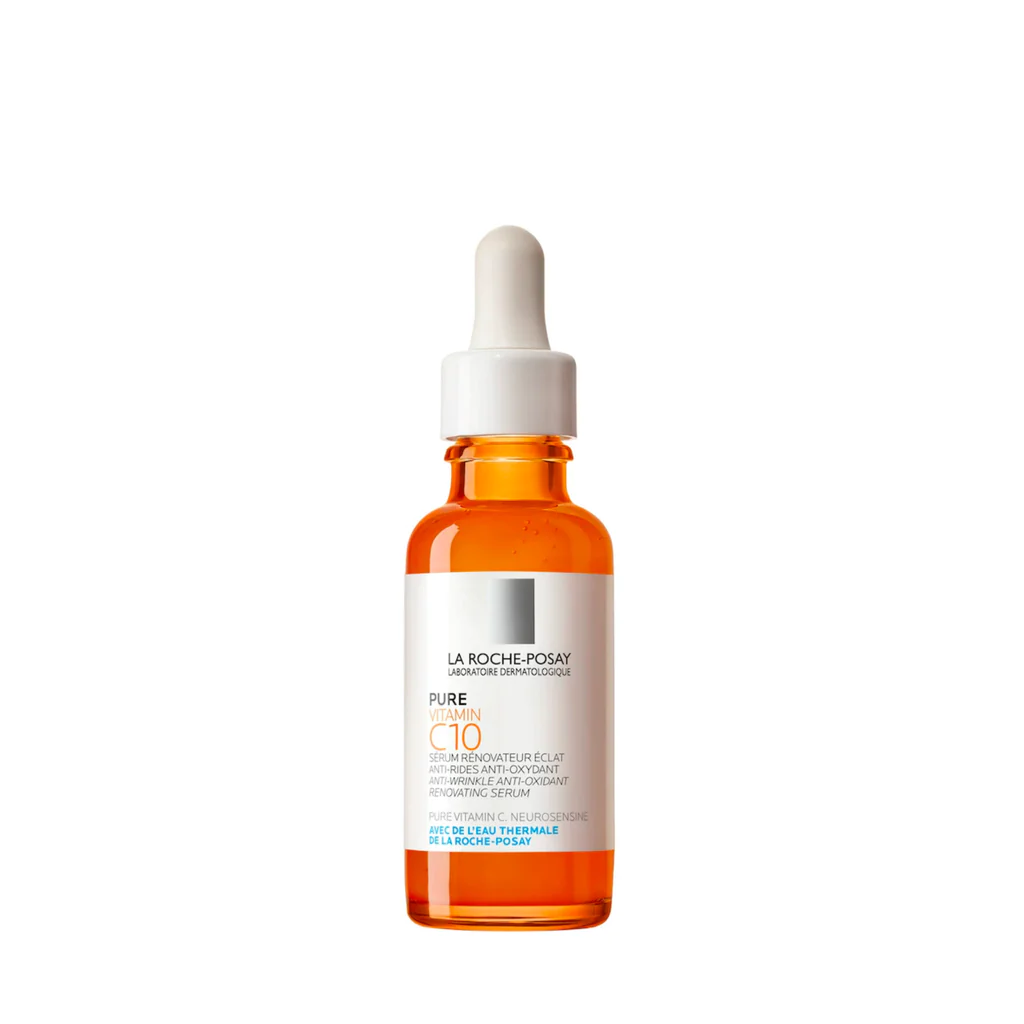 LA ROCHE-POSAY
LABORATOIRE DERMATOLOGIQUE
PURE
VITAMIN
C10
SÉRUM RÉNOVATEUR ÉCLAT
ANTI-RIDES ANTI-OXYDANT
ANTI-WRINKLE ANTI-OXIDANT
RENOVATING SERUM
PURE VITAMIN C. NEUROSENSINE
AVEC DE L'EAU THERMALE
DE LA ROCHE-POSAY